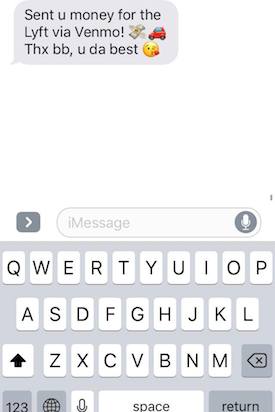 Sent u money for the
Lyft via Venmo! 💸🚗
Thx bb, u da best 😘
iMessage
Q W E R T Y U I O P
A S D F G H J K L
Z X C V B N M
123 space return